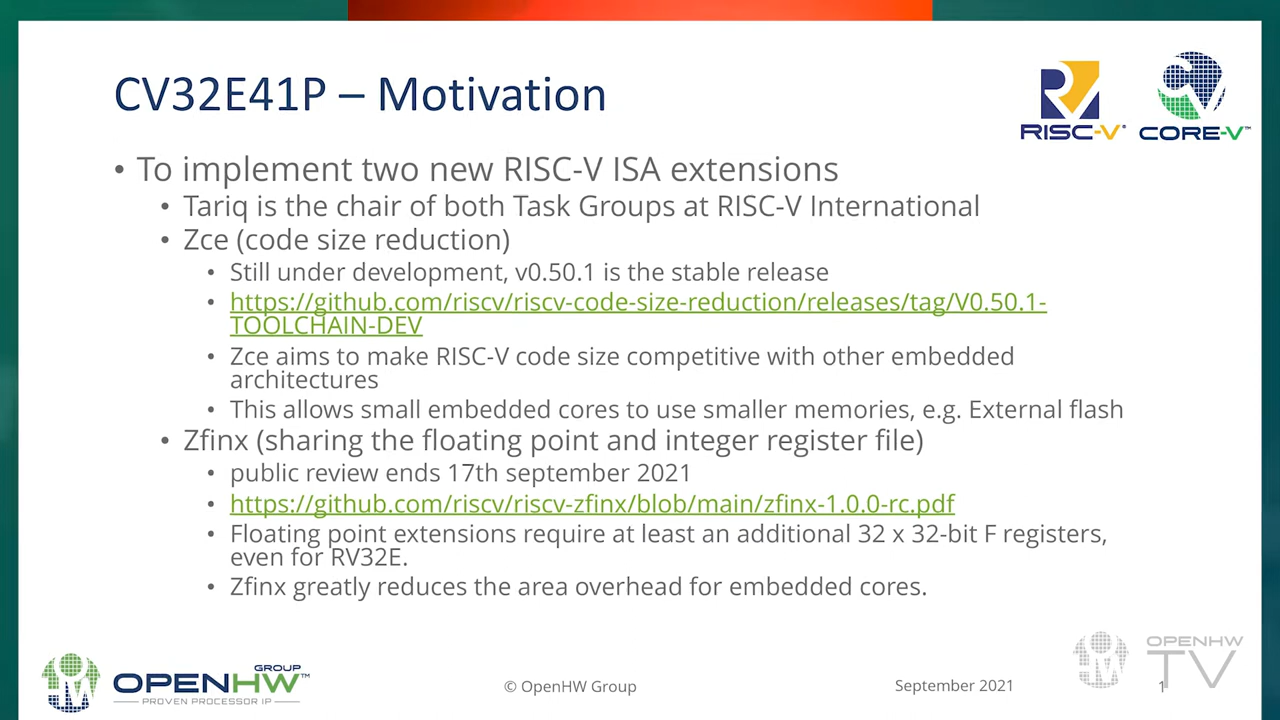 CV32E41P – Motivation
RISC-V®
CORE-V™
• To implement two new RISC-V ISA extensions
• Tariq is the chair of both Task Groups at RISC-V International
• Zce (code size reduction)
• Still under development, v0.50.1 is the stable release
• https://github.com/riscv/riscv-code-size-reduction/releases/tag/V0.50.1-
TOOLCHAIN-DEV
• Zce aims to make RISC-V code size competitive with other embedded
architectures
• This allows small embedded cores to use smaller memories, e.g. External flash
• Zfinx (sharing the floating point and integer register file)
• public review ends 17th september 2021
• https://github.com/riscv/riscv-zfinx/blob/main/zfinx-1.0.0-rc.pdf
• Floating point extensions require at least an additional 32 x 32-bit F registers,
even for RV32E.
• Zfinx greatly reduces the area overhead for embedded cores.
OPENHW GROUP™
PROVEN PROCESSOR IP
© OpenHW Group
September 2021
1
OPENHW
TV